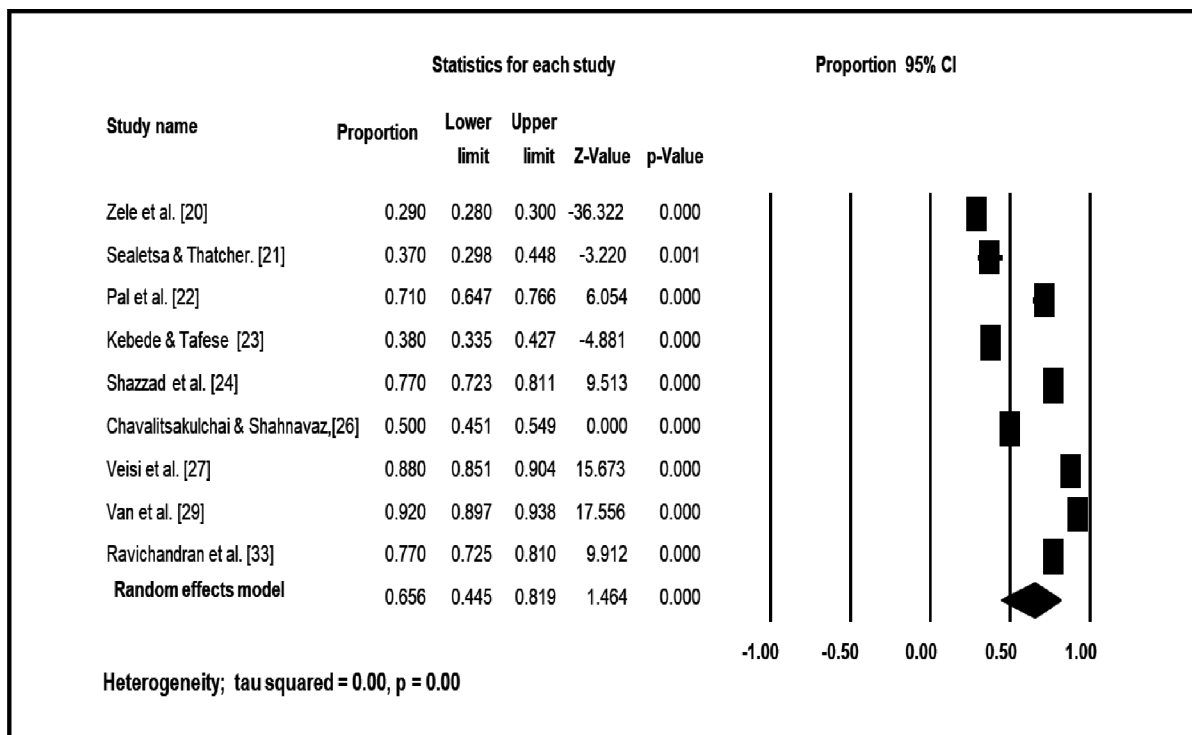 Statistics for each study Proportion 95% CI
Study name Proportion Lower limit Upper limit Z-Value p-Value
Zele et al. [20] 0.290 0.280 0.300 -36.322 0.000
Sealetsa & Thatcher. [21] 0.370 0.298 0.448 -3.220 0.001
Pal et al. [22] 0.710 0.647 0.766 6.054 0.000
Kebede & Tafese [23] 0.380 0.335 0.427 -4.881 0.000
Shazzad et al. [24] 0.770 0.723 0.811 9.513 0.000
Chavalitsakulchai & Shahnavaz,[26] 0.500 0.451 0.549 0.000 0.000
Veisi et al. [27] 0.880 0.851 0.904 15.673 0.000
Van et al. [29] 0.920 0.897 0.938 17.556 0.000
Ravichandran et al. [33] 0.770 0.725 0.810 9.912 0.000
Random effects model 0.656 0.445 0.819 1.464 0.000
-1.00 -0.50 0.00 0.50 1.00
Heterogeneity; tau squared = 0.00, p = 0.00